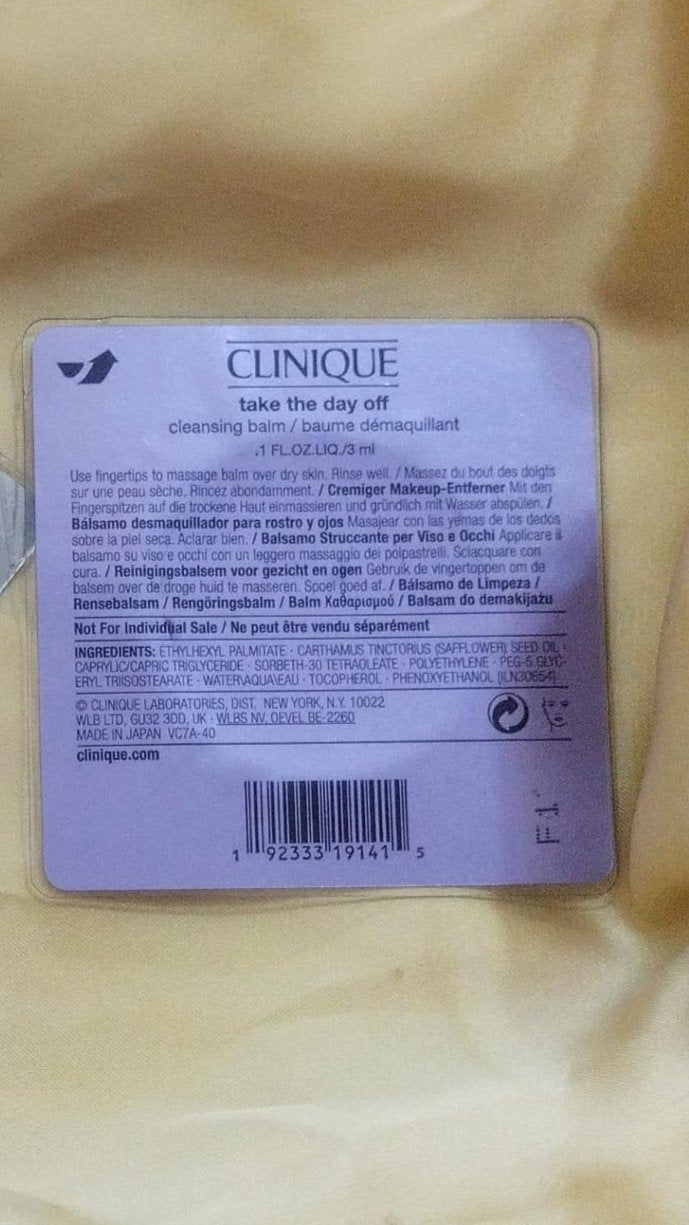 CLINIQUE
take the day off
cleansing balm / baume démaquillant
.1 FL.OZ.LIQ./3 ml
Use fingertips to massage balm over dry skin. Rinse well. / Massez du bout des doigts
sur une peau sèche. Rincez abondamment. / Cremiger Makeup-Entferner Mit den
Fingerspitzen auf die trockene Haut einmassieren und gründlich mit Wasser abspülen. /
Bálsamo desmaquillador para rostro y ojos Masajear con las yemas de los dedos
sobre la piel seca. Aclarar bien. / Balsamo Struccante per Viso e Occhi Applicare il
balsamo su viso e occhi con un leggero massaggio dei polpastrelli. Sciacquare con
cura. / Reinigingsbalsem voor gezicht en ogen Gebruik de vingertoppen om de
balsem over de droge huid te masseren. Spoel goed af. / Bálsamo de Limpeza /
Rensebalsam / Rengöringsbalm / Balm Καθαρισμού / Balsam do demakijażu
Not For Individual Sale / Ne peut être vendu séparément
INGREDIENTS: ETHYLHEXYL PALMITATE · CARTHAMUS TINCTORIUS (SAFFLOWER) SEED OIL ·
CAPRYLIC/CAPRIC TRIGLYCERIDE · SORBETH-30 TETRAOLEATE · POLYETHYLENE · PEG-5 GLYC-
ERYL TRIISOSTEARATE · WATER\AQUA\EAU · TOCOPHEROL · PHENOXYETHANOL [ILN30654]
© CLINIQUE LABORATORIES, DIST. NEW YORK, N.Y. 10022
WLB LTD, GU32 3DD, UK · WLBS NV, OEVEL BE-2260
MADE IN JAPAN VC7A-40
clinique.com
1 92333 19141 5